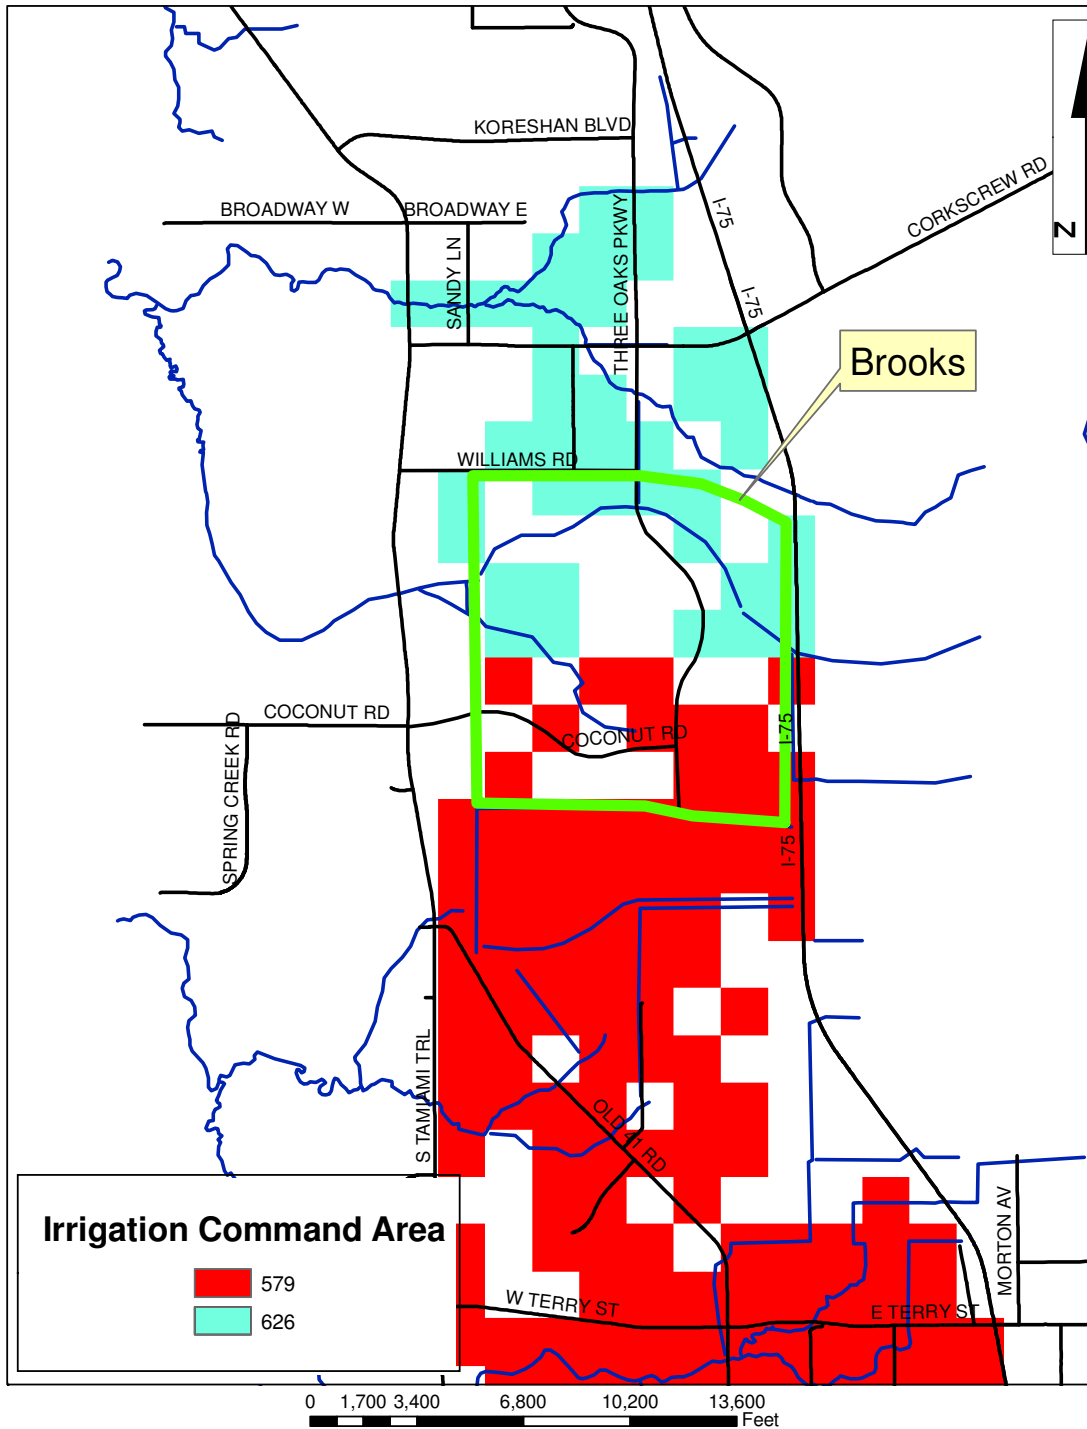 KORESHAN BLVD
CORKSCREW RD
I-75
BROADWAY W
BROADWAY E
THREE OAKS PKWY
SANDY LN
I-75
Z
Brooks
WILLIAMS RD
COCONUT RD
COCONUT RD
I-75
SPRING CREEK RD
I-75
S TAMIAMI TRL
OLD 41 RD
MORTON AV
Irrigation Command Area
579
626
W TERRY ST
E TERRY ST
0 1,700 3,400 6,800 10,200 13,600
Feet